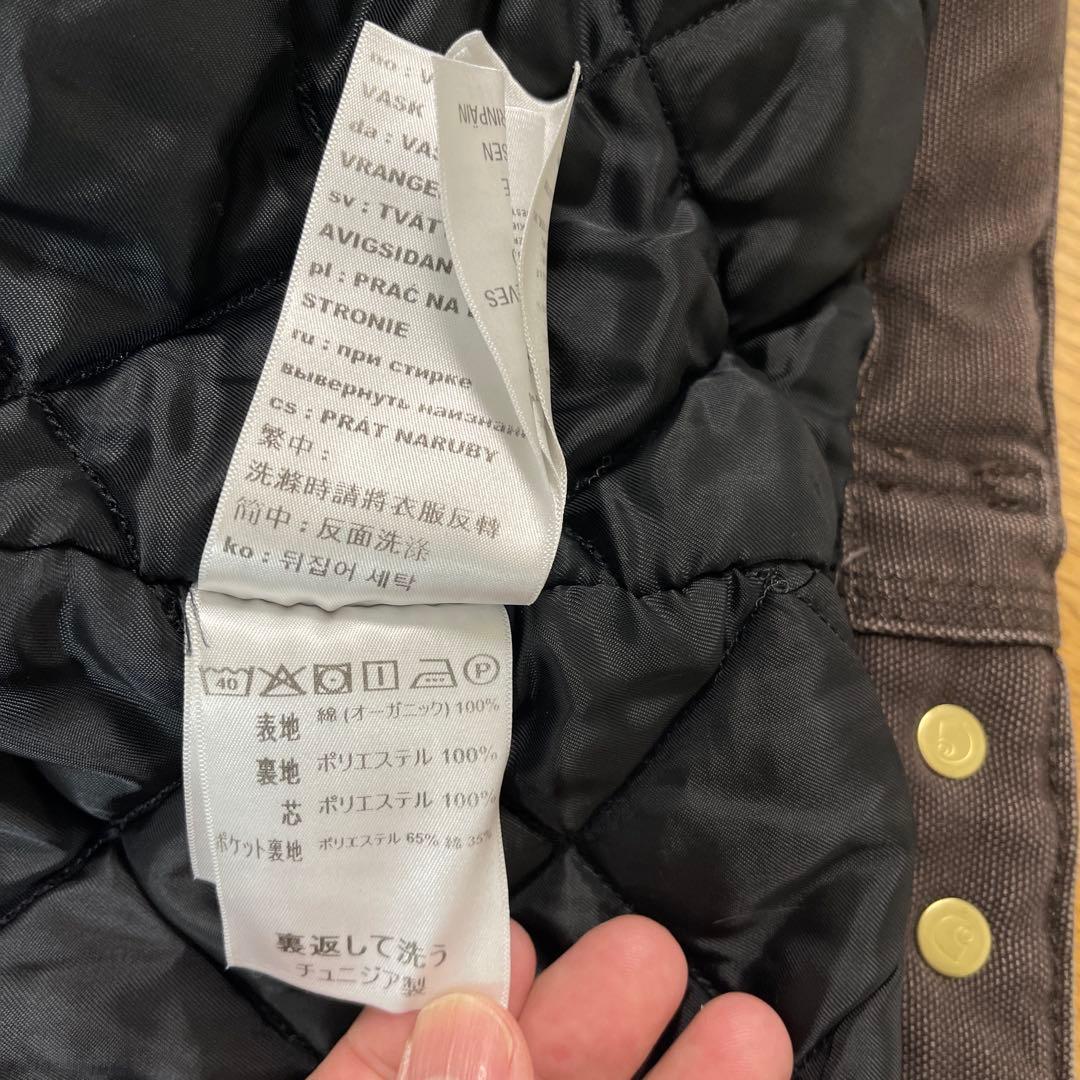 VASK
VRANGE
sv : TVÄT
AVIGSIDAN
pl : PRAĆ NA
STRONIE
ru : при стирке
вывернуть
cs : PRÁT NARUBY
繁中 :
洗滌時請將衣服反轉
简中 : 反面洗涤
ko : 뒤집어 세탁
RINPÄIN
SEN
VES
40 P
表地 綿 (オーガニック) 100%
裏地 ポリエステル 100%
芯 ポリエステル 100%
ポケット裏地 ポリエステル 65% 綿 35%
裏返して洗う
チュニジア製